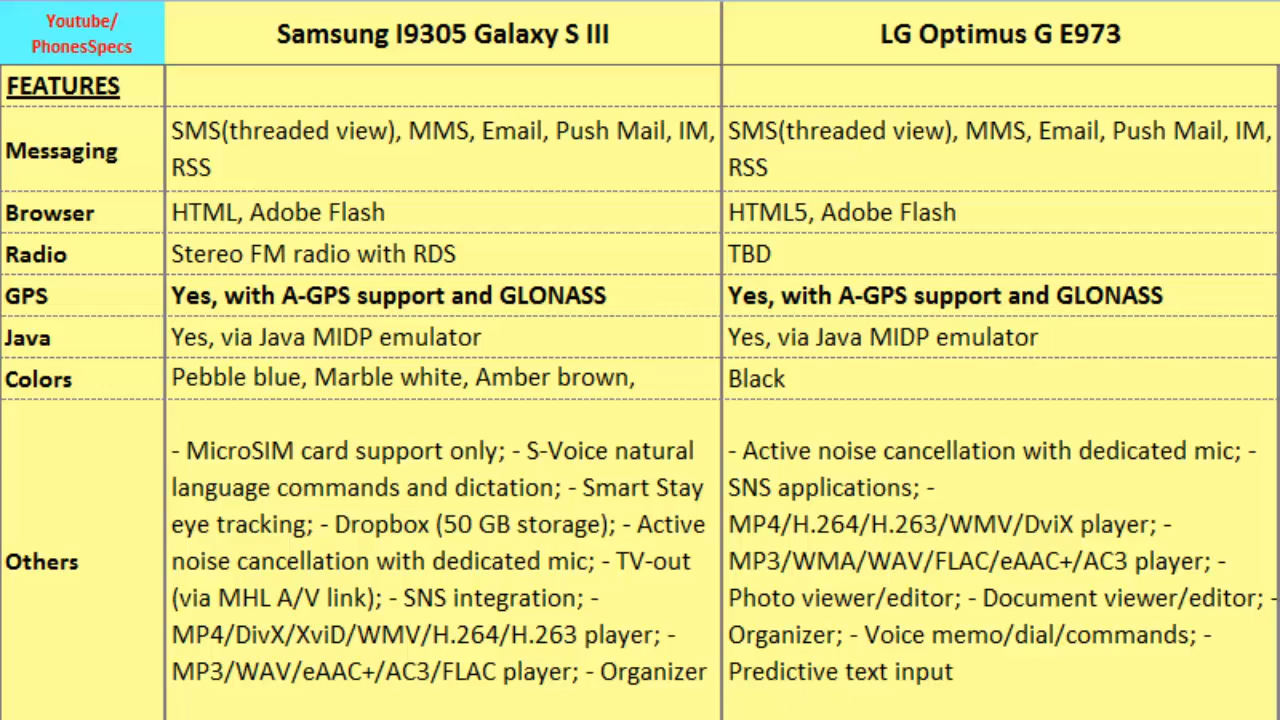 Youtube/
PhonesSpecs
Samsung I9305 Galaxy S III
LG Optimus G E973
FEATURES
Messaging
SMS(threaded view), MMS, Email, Push Mail, IM,
RSS
SMS(threaded view), MMS, Email, Push Mail, IM,
RSS
Browser
HTML, Adobe Flash
HTML5, Adobe Flash
Radio
Stereo FM radio with RDS
TBD
GPS
Yes, with A-GPS support and GLONASS
Yes, with A-GPS support and GLONASS
Java
Yes, via Java MIDP emulator
Yes, via Java MIDP emulator
Colors
Pebble blue, Marble white, Amber brown,
Black
Others
- MicroSIM card support only; - S-Voice natural
language commands and dictation; - Smart Stay
eye tracking; - Dropbox (50 GB storage); - Active
noise cancellation with dedicated mic; - TV-out
(via MHL A/V link); - SNS integration; -
MP4/DivX/XviD/WMV/H.264/H.263 player; -
MP3/WAV/eAAC+/AC3/FLAC player; - Organizer
- Active noise cancellation with dedicated mic; -
SNS applications; -
MP4/H.264/H.263/WMV/DviX player; -
MP3/WMA/WAV/FLAC/eAAC+/AC3 player; -
Photo viewer/editor; - Document viewer/editor; -
Organizer; - Voice memo/dial/commands; -
Predictive text input